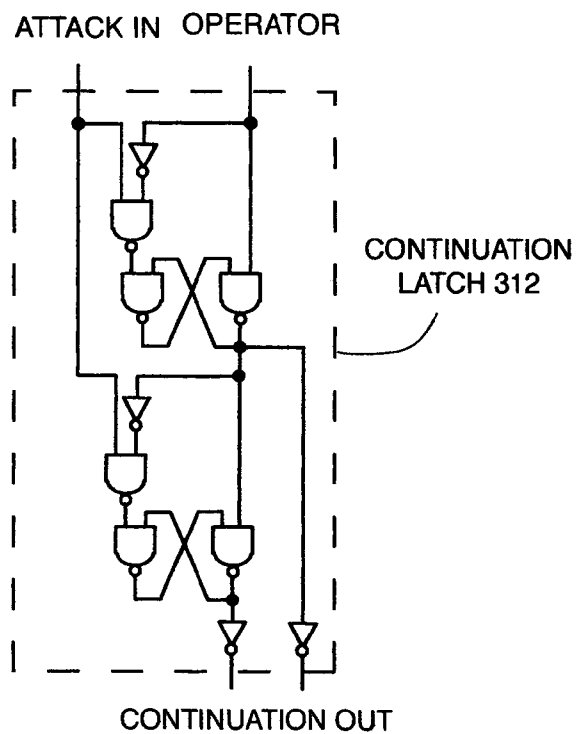 ATTACK IN OPERATOR
CONTINUATION
LATCH 312
CONTINUATION OUT